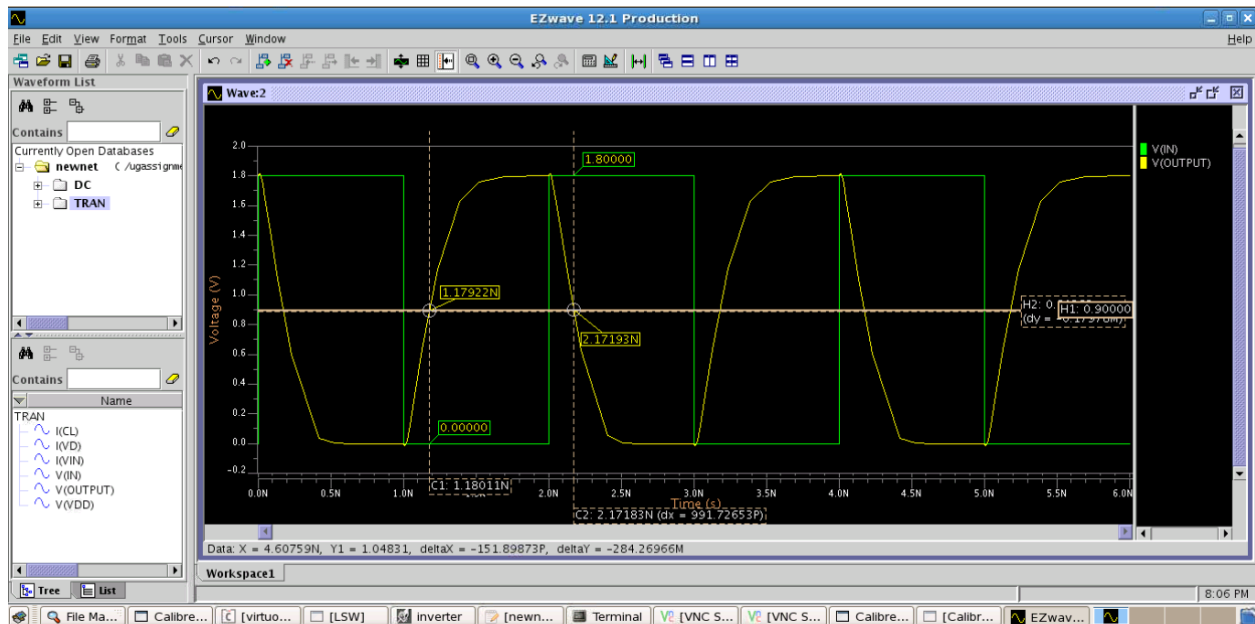 EZwave 12.1 Production
File Edit View Format Tools Cursor Window Help
Waveform List
Contains
Currently Open Databases
newnet ( /ugassignme
DC
TRAN
Contains
Name
TRAN
I(CL)
I(VD)
I(VIN)
V(IN)
V(OUTPUT)
V(VDD)
Tree List
Wave:2
Voltage (V)
2.0
1.8
1.6
1.4
1.2
1.0
0.8
0.6
0.4
0.2
0.0
-0.2
1.80000
1.17922N
2.17193N
0.00000
H2: 0.
(dy =
H1: 0.90000
0.0N 0.5N 1.0N 2.0N 2.5N 3.0N 3.5N 4.0N 4.5N 5.0N 5.5N 6.0N
C1: 1.18011N
Time (s)
C2: 2.17183N (dx = 991.72653P)
V(IN)
V(OUTPUT)
Data: X = 4.60759N, Y1 = 1.04831, deltaX = -151.89873P, deltaY = -284.26966M
Workspace1
8:06 PM
File Ma... Calibre... [virtuo... [LSW] inverter [newn... Terminal [VNC S... [VNC S... Calibre... [Calibr... EZwav...